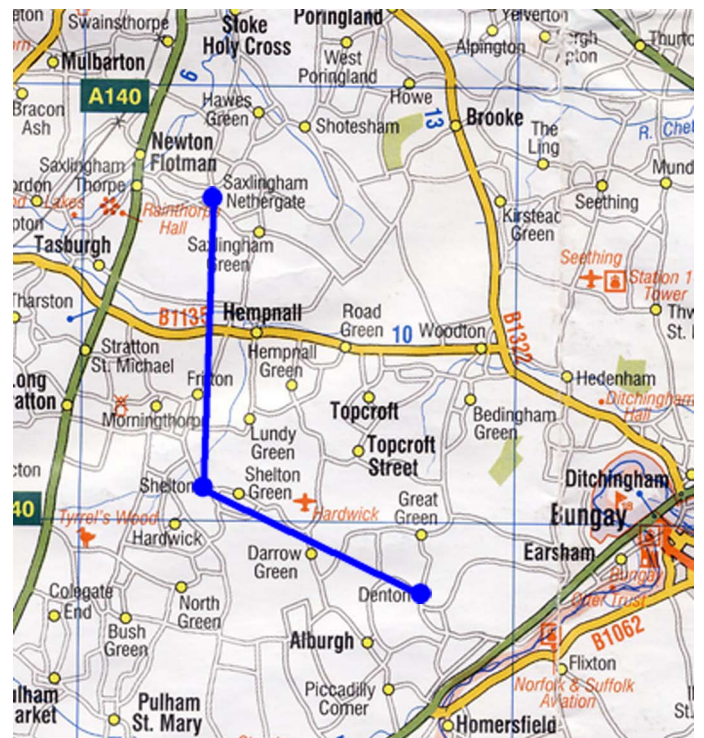 Swainsthorpe
Stoke
Holy Cross
Poringland
Yelverton
Alpington
Mulbarton
West
Poringland
A140
9
Bracon
Ash
Hawes
Green
Howe
13
Brooke
Shotesham
Newton
Flotman
The
Ling
Saxlingham
Thorpe
Saxlingham
Nethergate
Lakes
Rainthorpe
Hall
Seething
Kirstead
Green
Tasburgh
Saxlingham
Green
Seething
Station 1
Tower
Tharston
B1135
Hempnall
Road
Green
10
Woodton
B1332
Stratton
St. Michael
Hempnall
Green
Fritton
Hedenham
Ditchingham
Hall
Morningthorpe
Topcroft
Bedingham
Green
Lundy
Green
Topcroft
Street
Shelton
Shelton
Green
Ditchingham
40
Tyrrel's Wood
Hardwick
Great
Green
Bungay
Hardwick
Darrow
Green
Earsham
Denton
Bungay
Otter Trust
Colegate
End
North
Green
Bush
Green
Alburgh
B1062
Flixton
Piccadilly
Corner
Norfolk & Suffolk
Aviation
Pulham
St. Mary
Homersfield